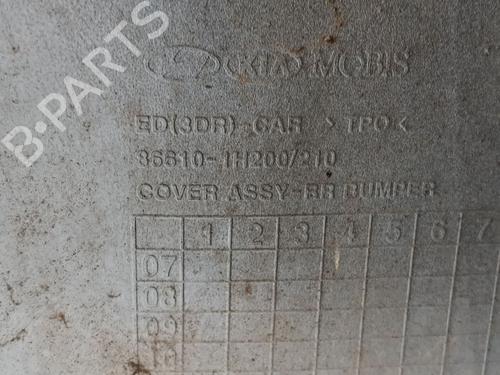 B-PARTS
KIA MOBIS
ED(3DR)-CAR >TPO<
86610-1H200/210
COVER ASSY-RR BUMPER
1 2 3 4 5 6 7
07
08
09
10